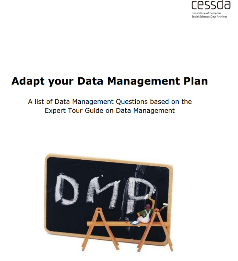 cessda
Adapt your Data Management Plan
A list of Data Management Questions based on the
Expert Tour Guide on Data Management
DMP